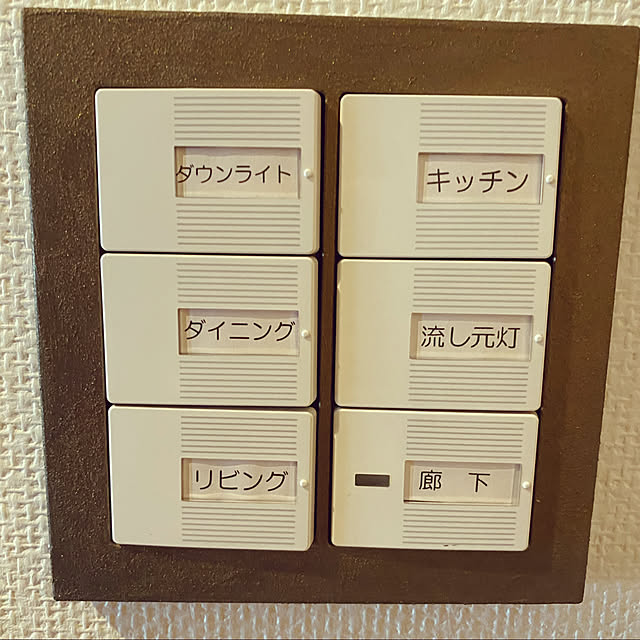 ダウンライト
ダイニング
リビング
キッチン
流し元灯
廊 下